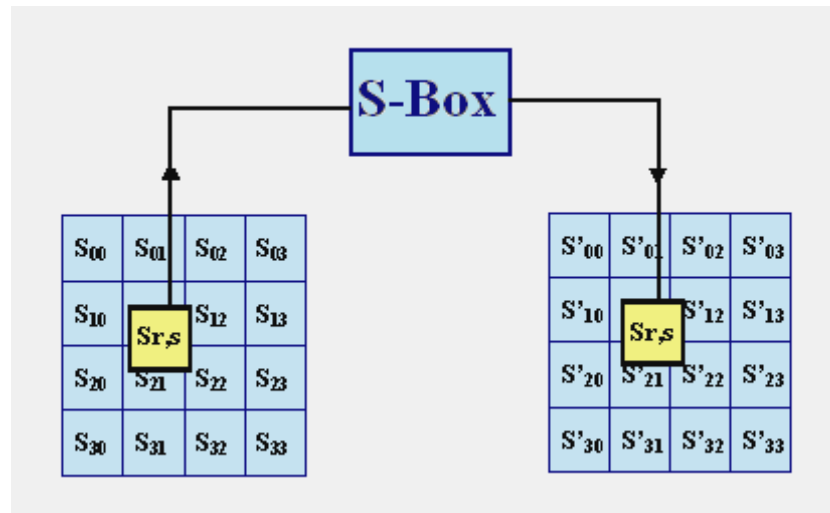 S-Box
S₀₀ S₀₁ S₀₂ S₀₃
S₁₀ S₁₂ S₁₃
Sr,s
S₂₀ S₂₁ S₂₂ S₂₃
S₃₀ S₃₁ S₃₂ S₃₃
S’₀₀ S’₀₁ S’₀₂ S’₀₃
S’₁₀ S’₁₂ S’₁₃
Sr,s
S’₂₀ S’₂₁ S’₂₂ S’₂₃
S’₃₀ S’₃₁ S’₃₂ S’₃₃